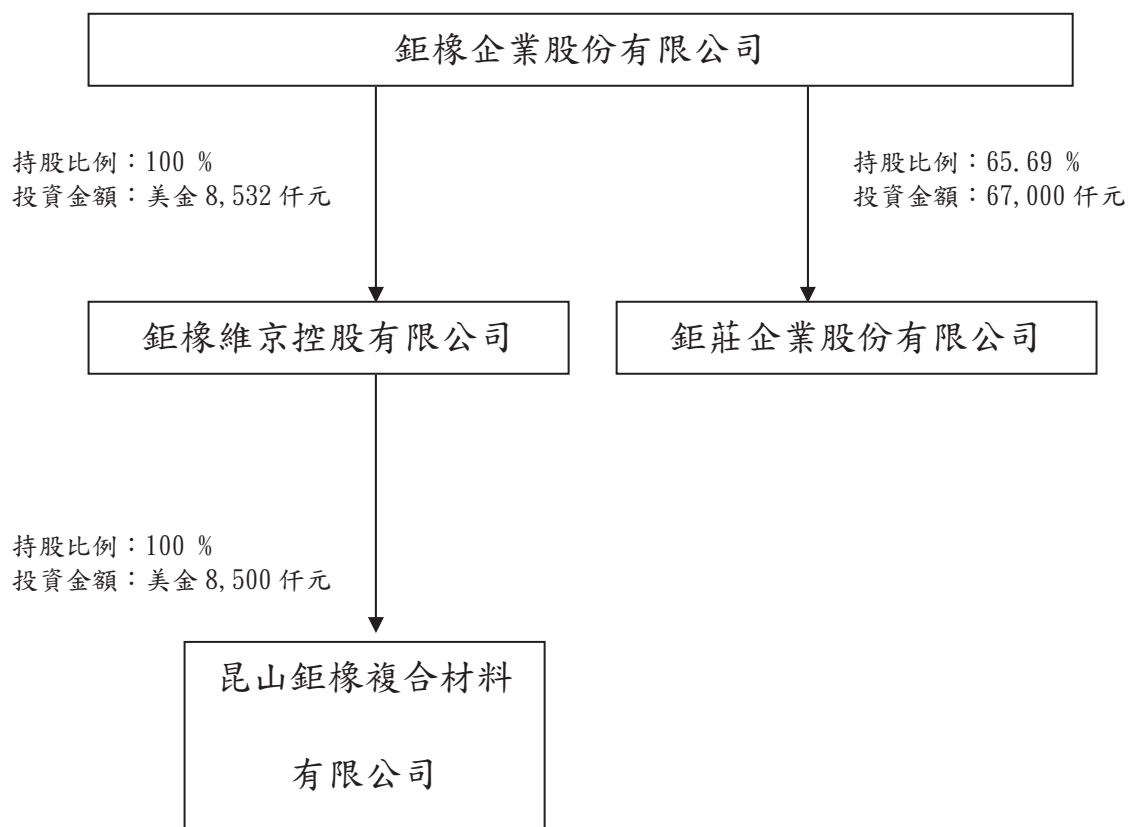 鉅橡企業股份有限公司
持股比例：100 %
投資金額：美金 8,532 仟元
持股比例：65.69 %
投資金額：67,000 仟元
鉅橡維京控股有限公司
鉅莊企業股份有限公司
持股比例：100 %
投資金額：美金 8,500 仟元
昆山鉅橡複合材料
有限公司